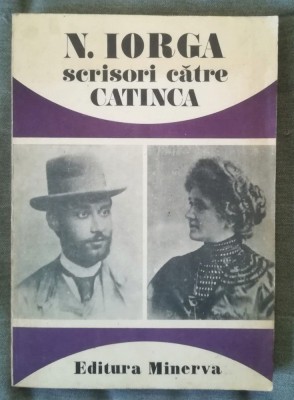 N. IORGA
scrisori către
CATINCA
Editura Minerva